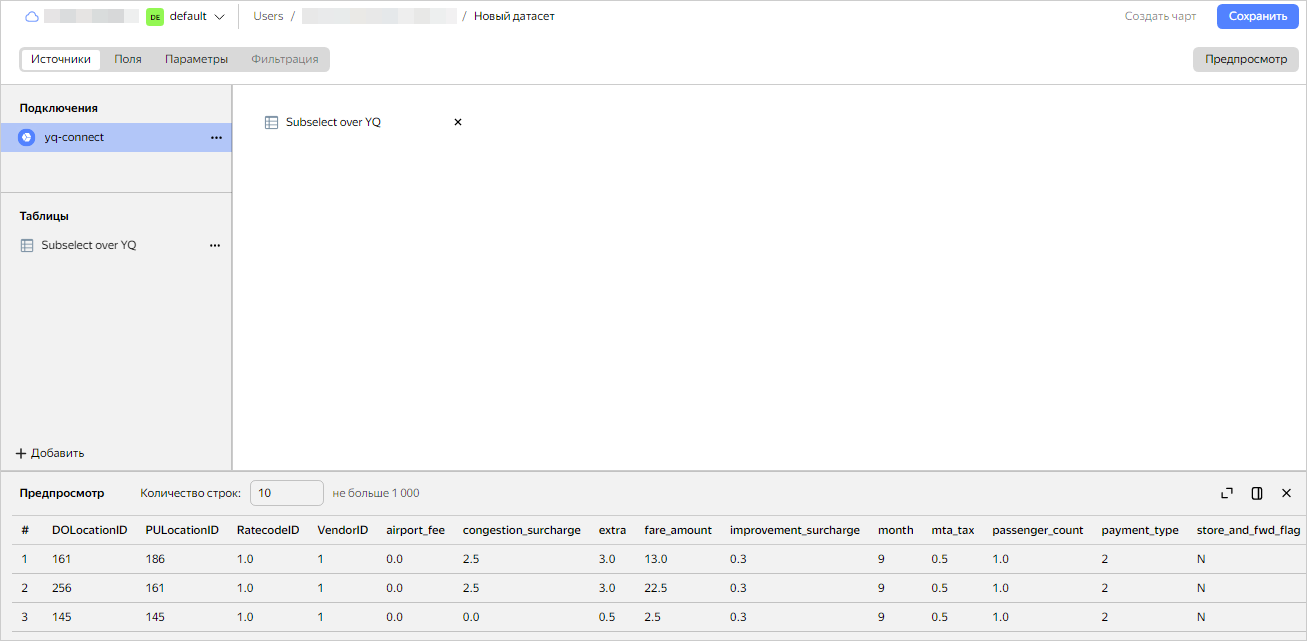 DE default Users / / Новый датасет Создать чарт Сохранить
Источники Поля Параметры Фильтрация Предпросмотр
Подключения
yq-connect
Subselect over YQ
Таблицы
Subselect over YQ
+ Добавить
Предпросмотр Количество строк: 10 не больше 1 000
# DOLocationID PULocationID RatecodeID VendorID airport_fee congestion_surcharge extra fare_amount improvement_surcharge month mta_tax passenger_count payment_type store_and_fwd_flag
1 161 186 1.0 1 0.0 2.5 3.0 13.0 0.3 9 0.5 1.0 2 N
2 256 161 1.0 1 0.0 2.5 3.0 22.5 0.3 9 0.5 1.0 2 N
3 145 145 1.0 1 0.0 0.0 0.5 2.5 0.3 9 0.5 1.0 2 N